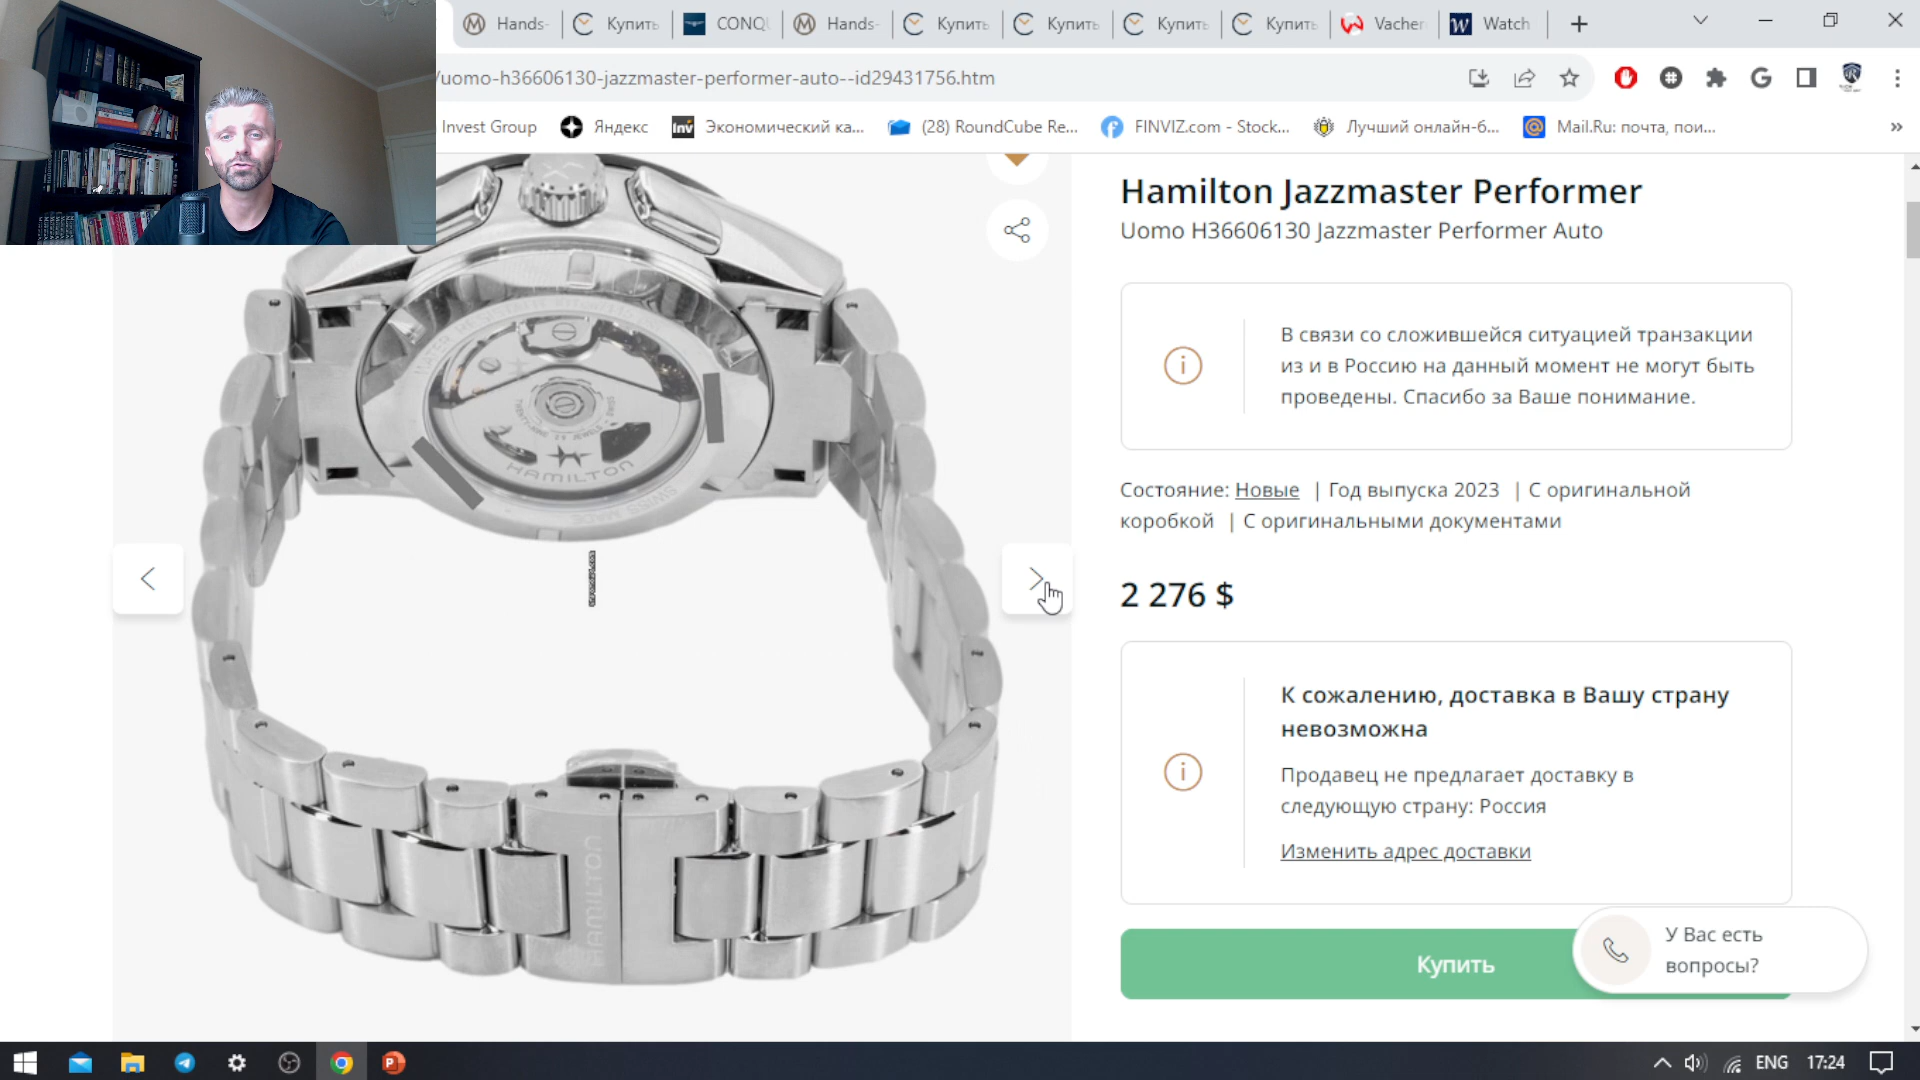 Hands-
Купить
CONQU
Hands-
Купить
Купить
Купить
Купить
Vacher
Watch
/uomo-h36606130-jazzmaster-performer-auto--id29431756.htm
Invest Group
Яндекс
Inv
Экономический ка...
(28) RoundCube Re...
FINVIZ.com - Stock...
Лучший онлайн-б...
Mail.Ru: почта, пои...
Hamilton Jazzmaster Performer
Uomo H36606130 Jazzmaster Performer Auto
В связи со сложившейся ситуацией транзакции
из и в Россию на данный момент не могут быть
проведены. Спасибо за Ваше понимание.
Состояние: Новые | Год выпуска 2023 | С оригинальной
коробкой | С оригинальными документами
2 276 $
К сожалению, доставка в Вашу страну
невозможна
Продавец не предлагает доставку в
следующую страну: Россия
Изменить адрес доставки
Купить
У Вас есть
вопросы?
HAMILTON
SWISS MADE
HAMILTON
ENG
17:24